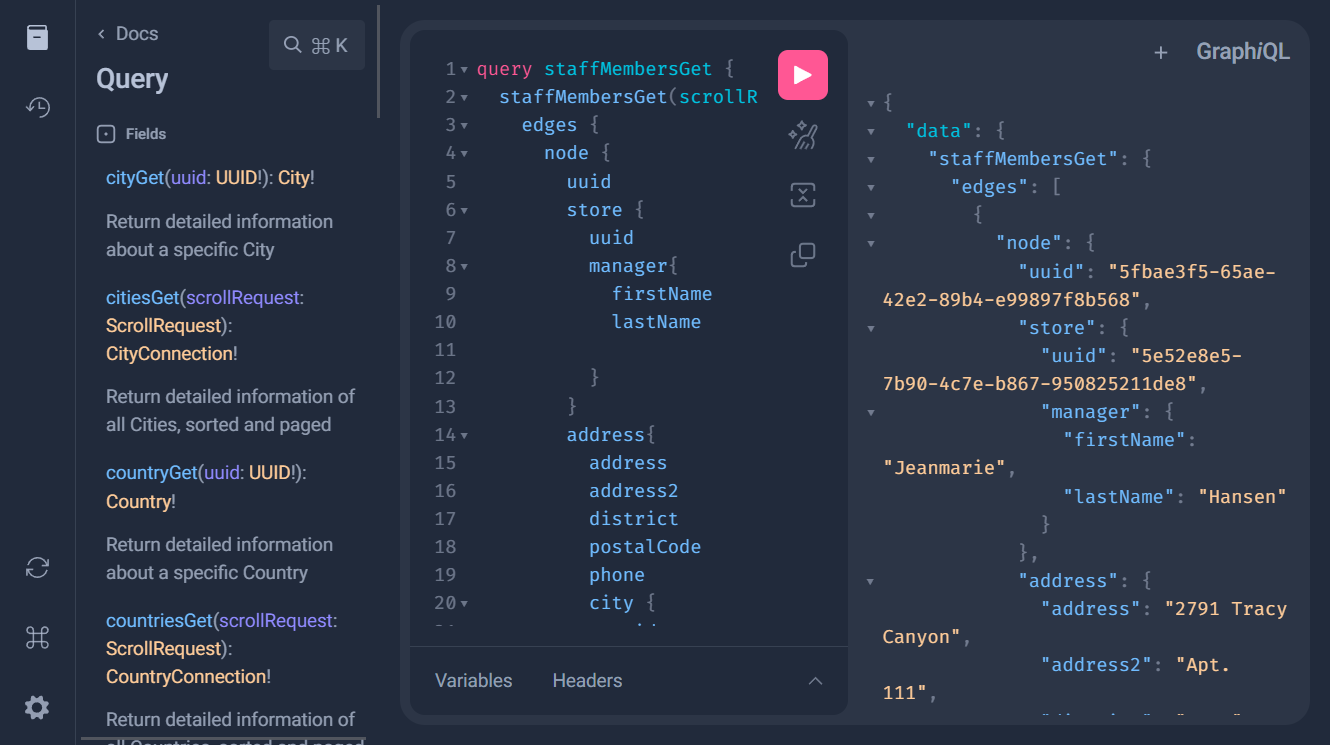 Docs
⌘ K
Query
Fields
cityGet(uuid: UUID!): City!
Return detailed information
about a specific City
citiesGet(scrollRequest:
ScrollRequest):
CityConnection!
Return detailed information of
all Cities, sorted and paged
countryGet(uuid: UUID!):
Country!
Return detailed information
about a specific Country
countriesGet(scrollRequest:
ScrollRequest):
CountryConnection!
Return detailed information of
all Countries, sorted and paged
1 query staffMembersGet {
2 staffMembersGet(scrollR
3 edges {
4 node {
5 uuid
6 store {
7 uuid
8 manager{
9 firstName
10 lastName
11
12 }
13 }
14 address{
15 address
16 address2
17 district
18 postalCode
19 phone
20 city {
Variables Headers
+ GraphiQL
{
"data": {
"staffMembersGet": {
"edges": [
{
"node": {
"uuid": "5fbae3f5-65ae-
42e2-89b4-e99897f8b568",
"store": {
"uuid": "5e52e8e5-
7b90-4c7e-b867-950825211de8",
"manager": {
"firstName":
"Jeanmarie",
"lastName": "Hansen"
}
},
"address": {
"address": "2791 Tracy
Canyon",
"address2": "Apt.
111",